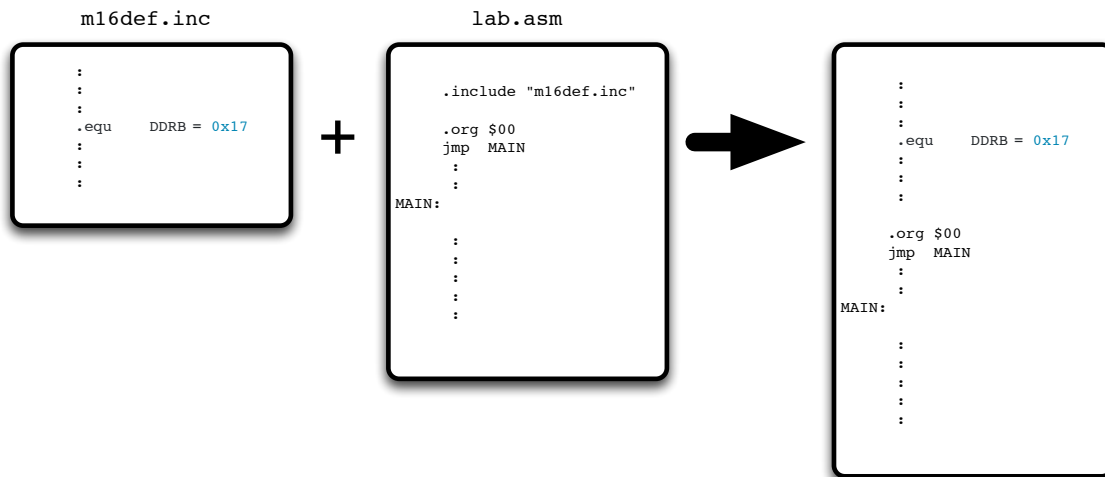 m16def.inc
:
:
:
.equ DDRB = 0x17
:
:
:
+
lab.asm
.include "m16def.inc"
.org $00
jmp MAIN
:
:
MAIN:
:
:
:
:
:
:
:
:
.equ DDRB = 0x17
:
:
:
.org $00
jmp MAIN
:
:
MAIN:
:
:
:
:
: